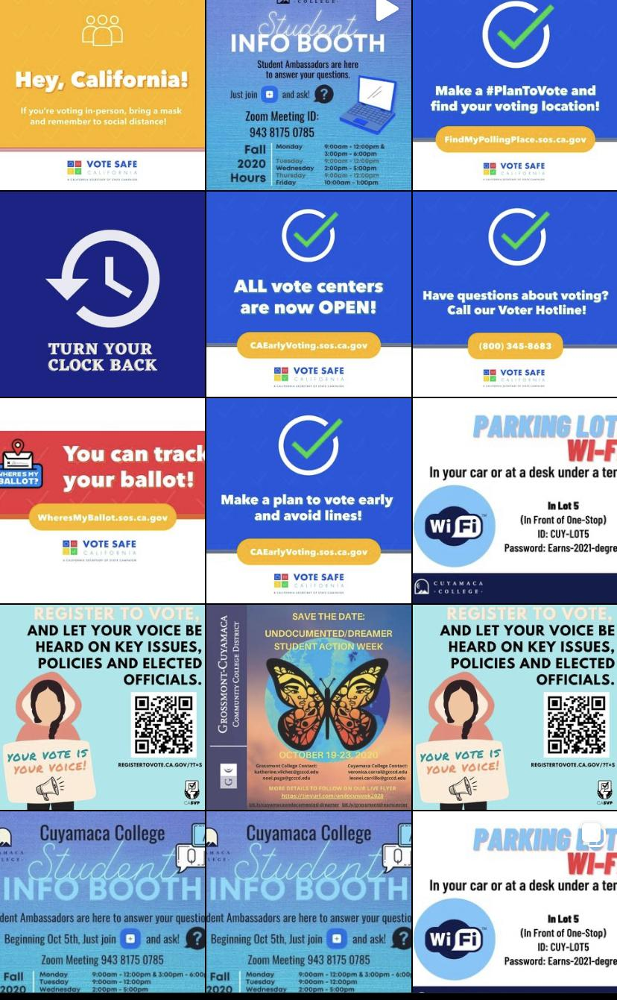 Hey, California!
If you're voting in-person, bring a mask
and remember to social distance!
VOTE SAFE
CALIFORNIA
A CALIFORNIA SECRETARY OF STATE CAMPAIGN
· COLLEGE ·
Student
INFO BOOTH
Student Ambassadors are here
to answer your questions.
Just join and ask! ?
Zoom Meeting ID:
943 8175 0785
Fall
2020
Hours
Monday 9:00am - 12:00pm &
3:00pm - 6:00pm
Tuesday 9:00am - 12:00pm
Wednesday 2:00pm - 5:00pm
Thursday 9:00am - 12:00pm
Friday 10:00am - 1:00pm
Make a #PlanToVote and
find your voting location!
FindMyPollingPlace.sos.ca.gov
VOTE SAFE
CALIFORNIA
A CALIFORNIA SECRETARY OF STATE CAMPAIGN
TURN YOUR
CLOCK BACK
ALL vote centers
are now OPEN!
CAEarlyVoting.sos.ca.gov
VOTE SAFE
CALIFORNIA
A CALIFORNIA SECRETARY OF STATE CAMPAIGN
Have questions about voting?
Call our Voter Hotline!
(800) 345-8683
VOTE SAFE
CALIFORNIA
A CALIFORNIA SECRETARY OF STATE CAMPAIGN
WHERE'S MY
BALLOT?
You can track
your ballot!
WheresMyBallot.sos.ca.gov
VOTE SAFE
CALIFORNIA
A CALIFORNIA SECRETARY OF STATE CAMPAIGN
Make a plan to vote early
and avoid lines!
CAEarlyVoting.sos.ca.gov
VOTE SAFE
CALIFORNIA
A CALIFORNIA SECRETARY OF STATE CAMPAIGN
PARKING LOT
WI-F
In your car or at a desk under a ten
Wi Fi
In Lot 5
(In Front of One-Stop)
ID: CUY-LOT5
Password: Earns-2021-degre
CUYAMACA
· COLLEGE ·
REGISTER TO VOTE,
AND LET YOUR VOICE BE
HEARD ON KEY ISSUES,
POLICIES AND ELECTED
OFFICIALS.
YOUR VOTE IS
YOUR VOICE!
REGISTERTOVOTE.CA.GOV/?T=S
CASVP
GROSSMONT-CUYAMACA
COMMUNITY COLLEGE DISTRICT
SAVE THE DATE:
UNDOCUMENTED/DREAMER
STUDENT ACTION WEEK
OCTOBER 19-23, 2020
Grossmont College Contact:
katherine.vilchez@gcccd.edu
noel.puga@gcccd.edu
Cuyamaca College Contact:
veronica.corral@gcccd.edu
leonei.carrillo@gcccd.edu
MORE DETAILS TO FOLLOW ON OUR LIVE FLYER
https://tinyurl.com/undocuweek2020
bit.ly/cuyamacaundocumented-dreamer bit.ly/grossmontdreamcenter
REGISTER TO VOTE,
AND LET YOUR VOICE BE
HEARD ON KEY ISSUES,
POLICIES AND ELECTED
OFFICIALS.
YOUR VOTE IS
YOUR VOICE!
REGISTERTOVOTE.CA.GOV/?T=S
CASVP
Cuyamaca College
Student
INFO BOOTH
dent Ambassadors are here to answer your questio
Beginning Oct 5th, Just join and ask! ?
Zoom Meeting 943 8175 0785
Fall
2020
Monday 9:00am - 12:00pm & 3:00pm - 6:00p
Tuesday 9:00am - 12:00pm
Wednesday 2:00pm - 5:00pm
Cuyamaca College
Student
INFO BOOTH
dent Ambassadors are here to answer your questio
Beginning Oct 5th, Just join and ask! ?
Zoom Meeting 943 8175 0785
Fall
2020
Monday 9:00am - 12:00pm & 3:00pm - 6:00p
Tuesday 9:00am - 12:00pm
Wednesday 2:00pm - 5:00pm
PARKING LOT
WI-F
In your car or at a desk under a ten
Wi Fi
In Lot 5
(In Front of One-Stop)
ID: CUY-LOT5
Password: Earns-2021-degre